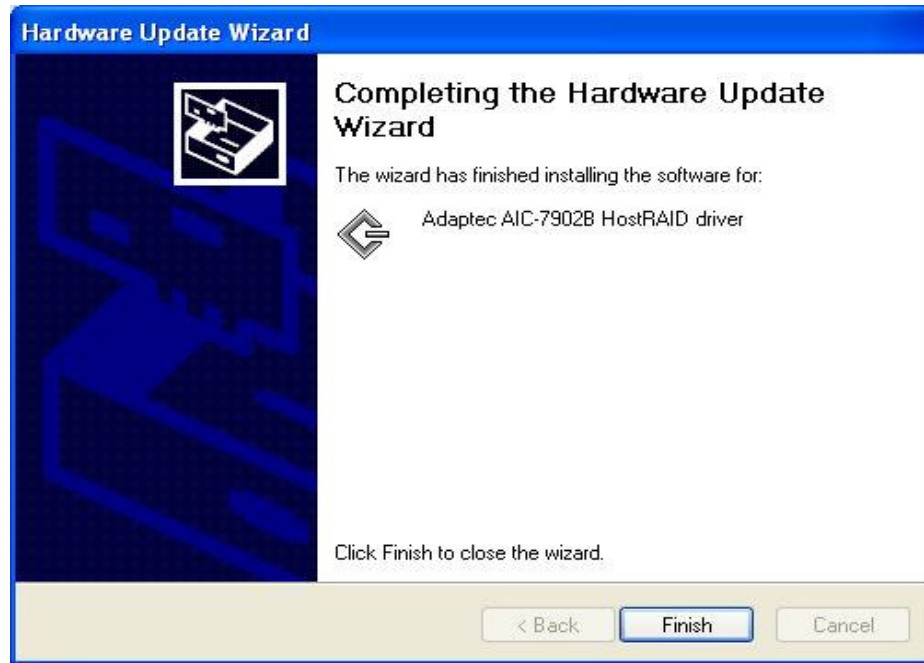 Hardware Update Wizard
Completing the Hardware Update
Wizard
The wizard has finished installing the software for:
Adaptec AIC-7902B HostRAID driver
Click Finish to close the wizard.
< Back
Finish
Cancel